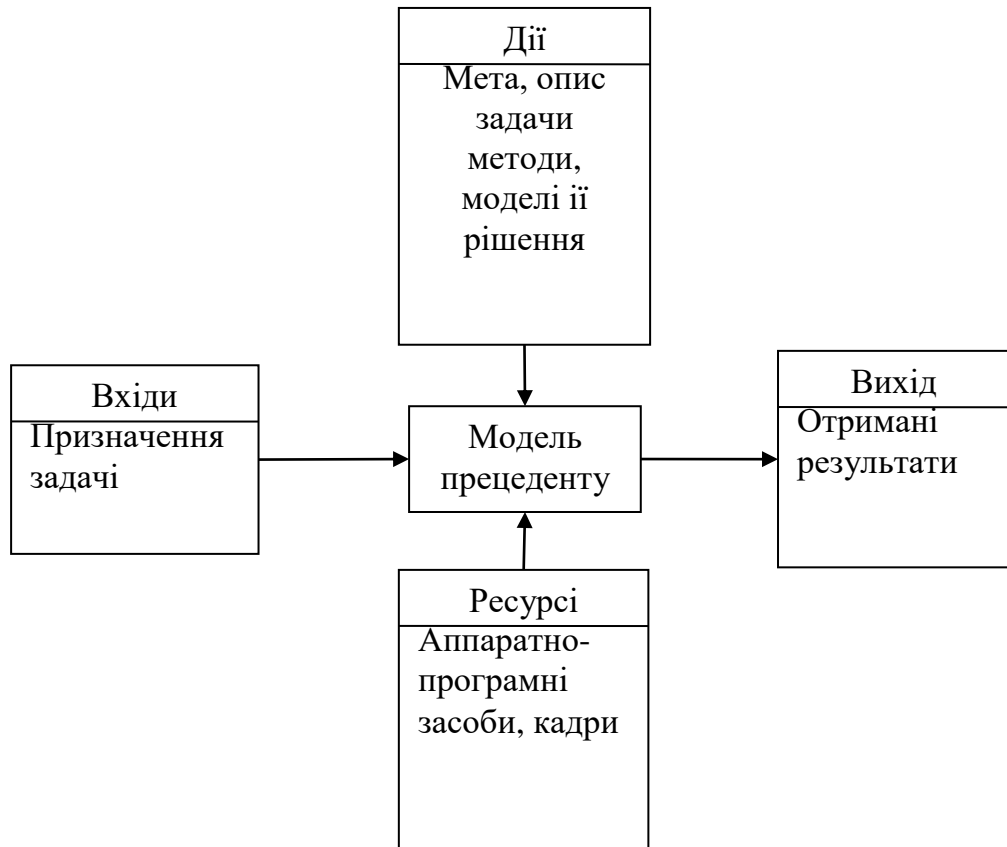 Дії
Мета, опис
задачи
методи,
моделі ії
рішення
Вхіди
Призначення
задачі
Модель
прецеденту
Вихід
Отримані
результати
Ресурсі
Аппаратно-
програмні
засоби, кадри